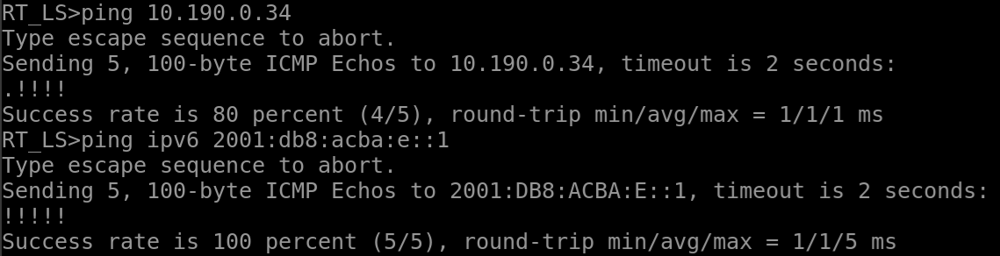 RT_LS>ping 10.190.0.34
Type escape sequence to abort.
Sending 5, 100-byte ICMP Echos to 10.190.0.34, timeout is 2 seconds:
.!!!!
Success rate is 80 percent (4/5), round-trip min/avg/max = 1/1/1 ms
RT_LS>ping ipv6 2001:db8:acba:e::1
Type escape sequence to abort.
Sending 5, 100-byte ICMP Echos to 2001:DB8:ACBA:E::1, timeout is 2 seconds:
!!!!!
Success rate is 100 percent (5/5), round-trip min/avg/max = 1/1/5 ms